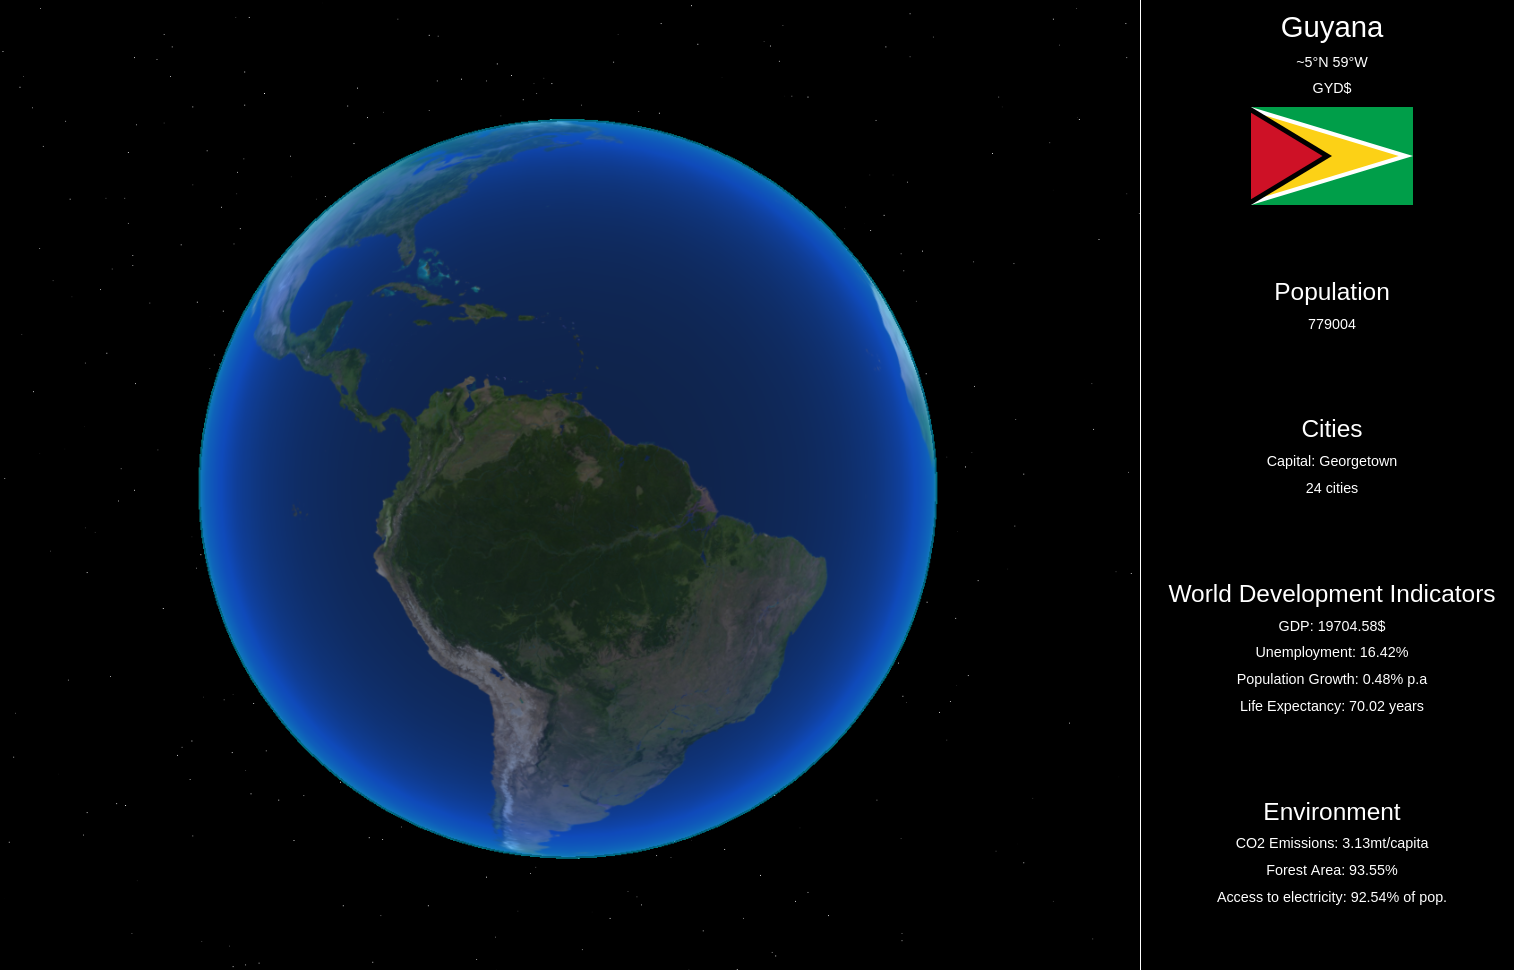 Guyana
~5°N 59°W
GYD$
Population
779004
Cities
Capital: Georgetown
24 cities
World Development Indicators
GDP: 19704.58$
Unemployment: 16.42%
Population Growth: 0.48% p.a
Life Expectancy: 70.02 years
Environment
CO2 Emissions: 3.13mt/capita
Forest Area: 93.55%
Access to electricity: 92.54% of pop.